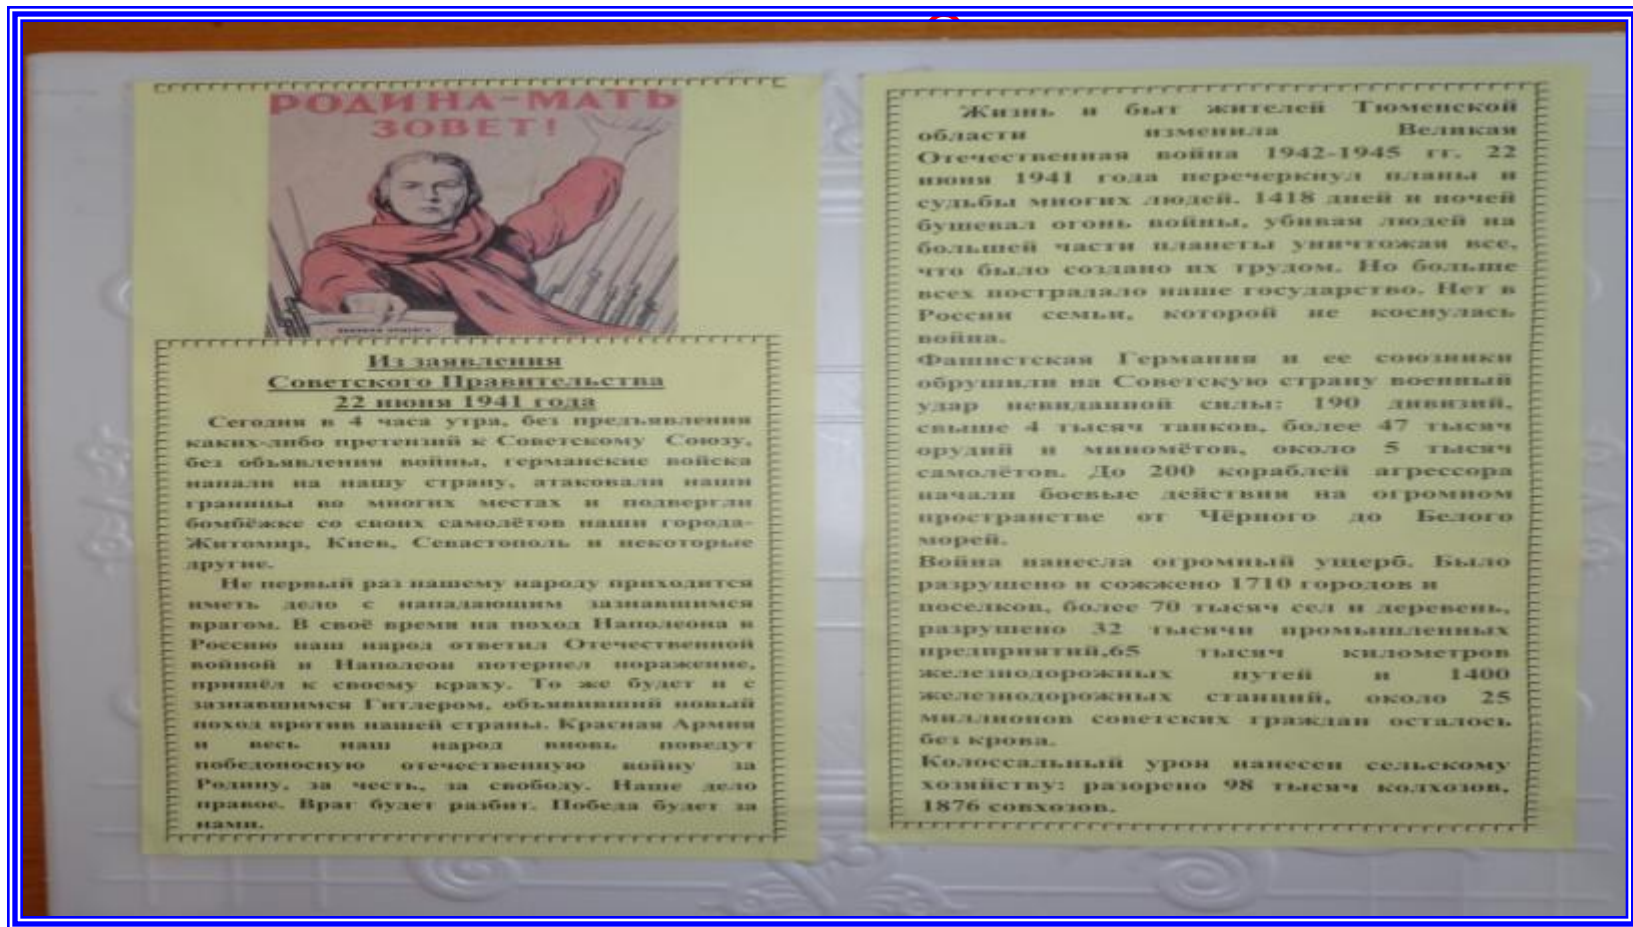 РОДИНА-МАТЬ
ЗОВЕТ!
Из заявления
Советского Правительства
22 июня 1941 года
Сегодня в 4 часа утра, без предъявления
каких-либо претензий к Советскому Союзу,
без объявления войны, германские войска
напали на нашу страну, атаковали наши
границы во многих местах и подвергли
бомбёжке со своих самолётов наши города-
Житомир, Киев, Севастополь и некоторые
другие.
Не первый раз нашему народу приходится
иметь дело с нападающим зазнавшимся
врагом. В своё время на поход Наполеона в
Россию наш народ ответил Отечественной
войной и Наполеон потерпел поражение,
пришёл к своему краху. То же будет и с
зазнавшимся Гитлером, объявивший новый
поход против нашей страны. Красная Армия
и весь наш народ вновь поведут
победоносную отечественную войну за
Родину, за честь, за свободу. Наше дело
правое. Враг будет разбит. Победа будет за
нами.
Жизнь и быт жителей Тюменской
области изменила Великая
Отечественная война 1942-1945 гг. 22
июня 1941 года перечеркнул планы и
судьбы многих людей. 1418 дней и ночей
бушевал огонь войны, убивая людей на
большей части планеты уничтожая все,
что было создано их трудом. Но больше
всех пострадало наше государство. Нет в
России семьи, которой не коснулась
война.
Фашистская Германия и ее союзники
обрушили на Советскую страну военный
удар невиданной силы: 190 дивизий,
свыше 4 тысяч танков, более 47 тысяч
орудий и миномётов, около 5 тысяч
самолётов. До 200 кораблей агрессора
начали боевые действия на огромном
пространстве от Чёрного до Белого
морей.
Война нанесла огромный ущерб. Было
разрушено и сожжено 1710 городов и
поселков, более 70 тысяч сел и деревень,
разрушено 32 тысячи промышленных
предприятий,65 тысяч километров
железнодорожных путей и 1400
железнодорожных станций, около 25
миллионов советских граждан осталось
без крова.
Колоссальный урон нанесен сельскому
хозяйству: разорено 98 тысяч колхозов,
1876 совхозов.